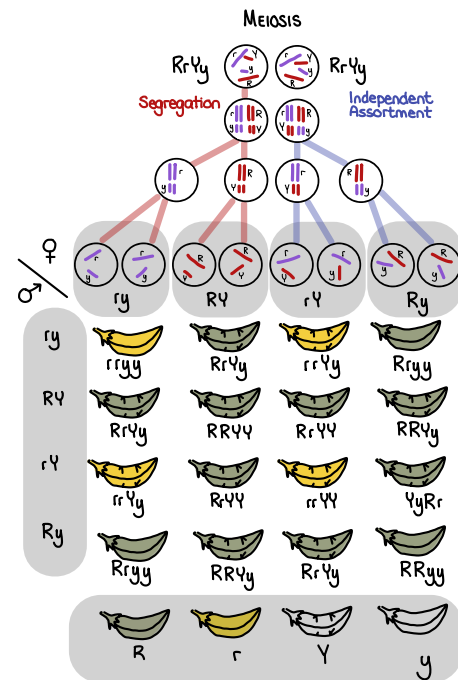 MEIOSIS
RrYy
RrYy
r Y y R
r Y y R
Segregation
Independent
Assortment
r R r R
y Y Y y
r R r R
y Y Y y
♀
♂
r r R R r r R R
y y Y Y Y y y y
ry RY rY Ry
ry
rryy RrYy rrYy Rryy
RY
RrYy RRYY RrYY RRYy
rY
rrYy RrYY rrYY YyRr
Ry
Rryy RRYy RrYy RRyy
R r Y y